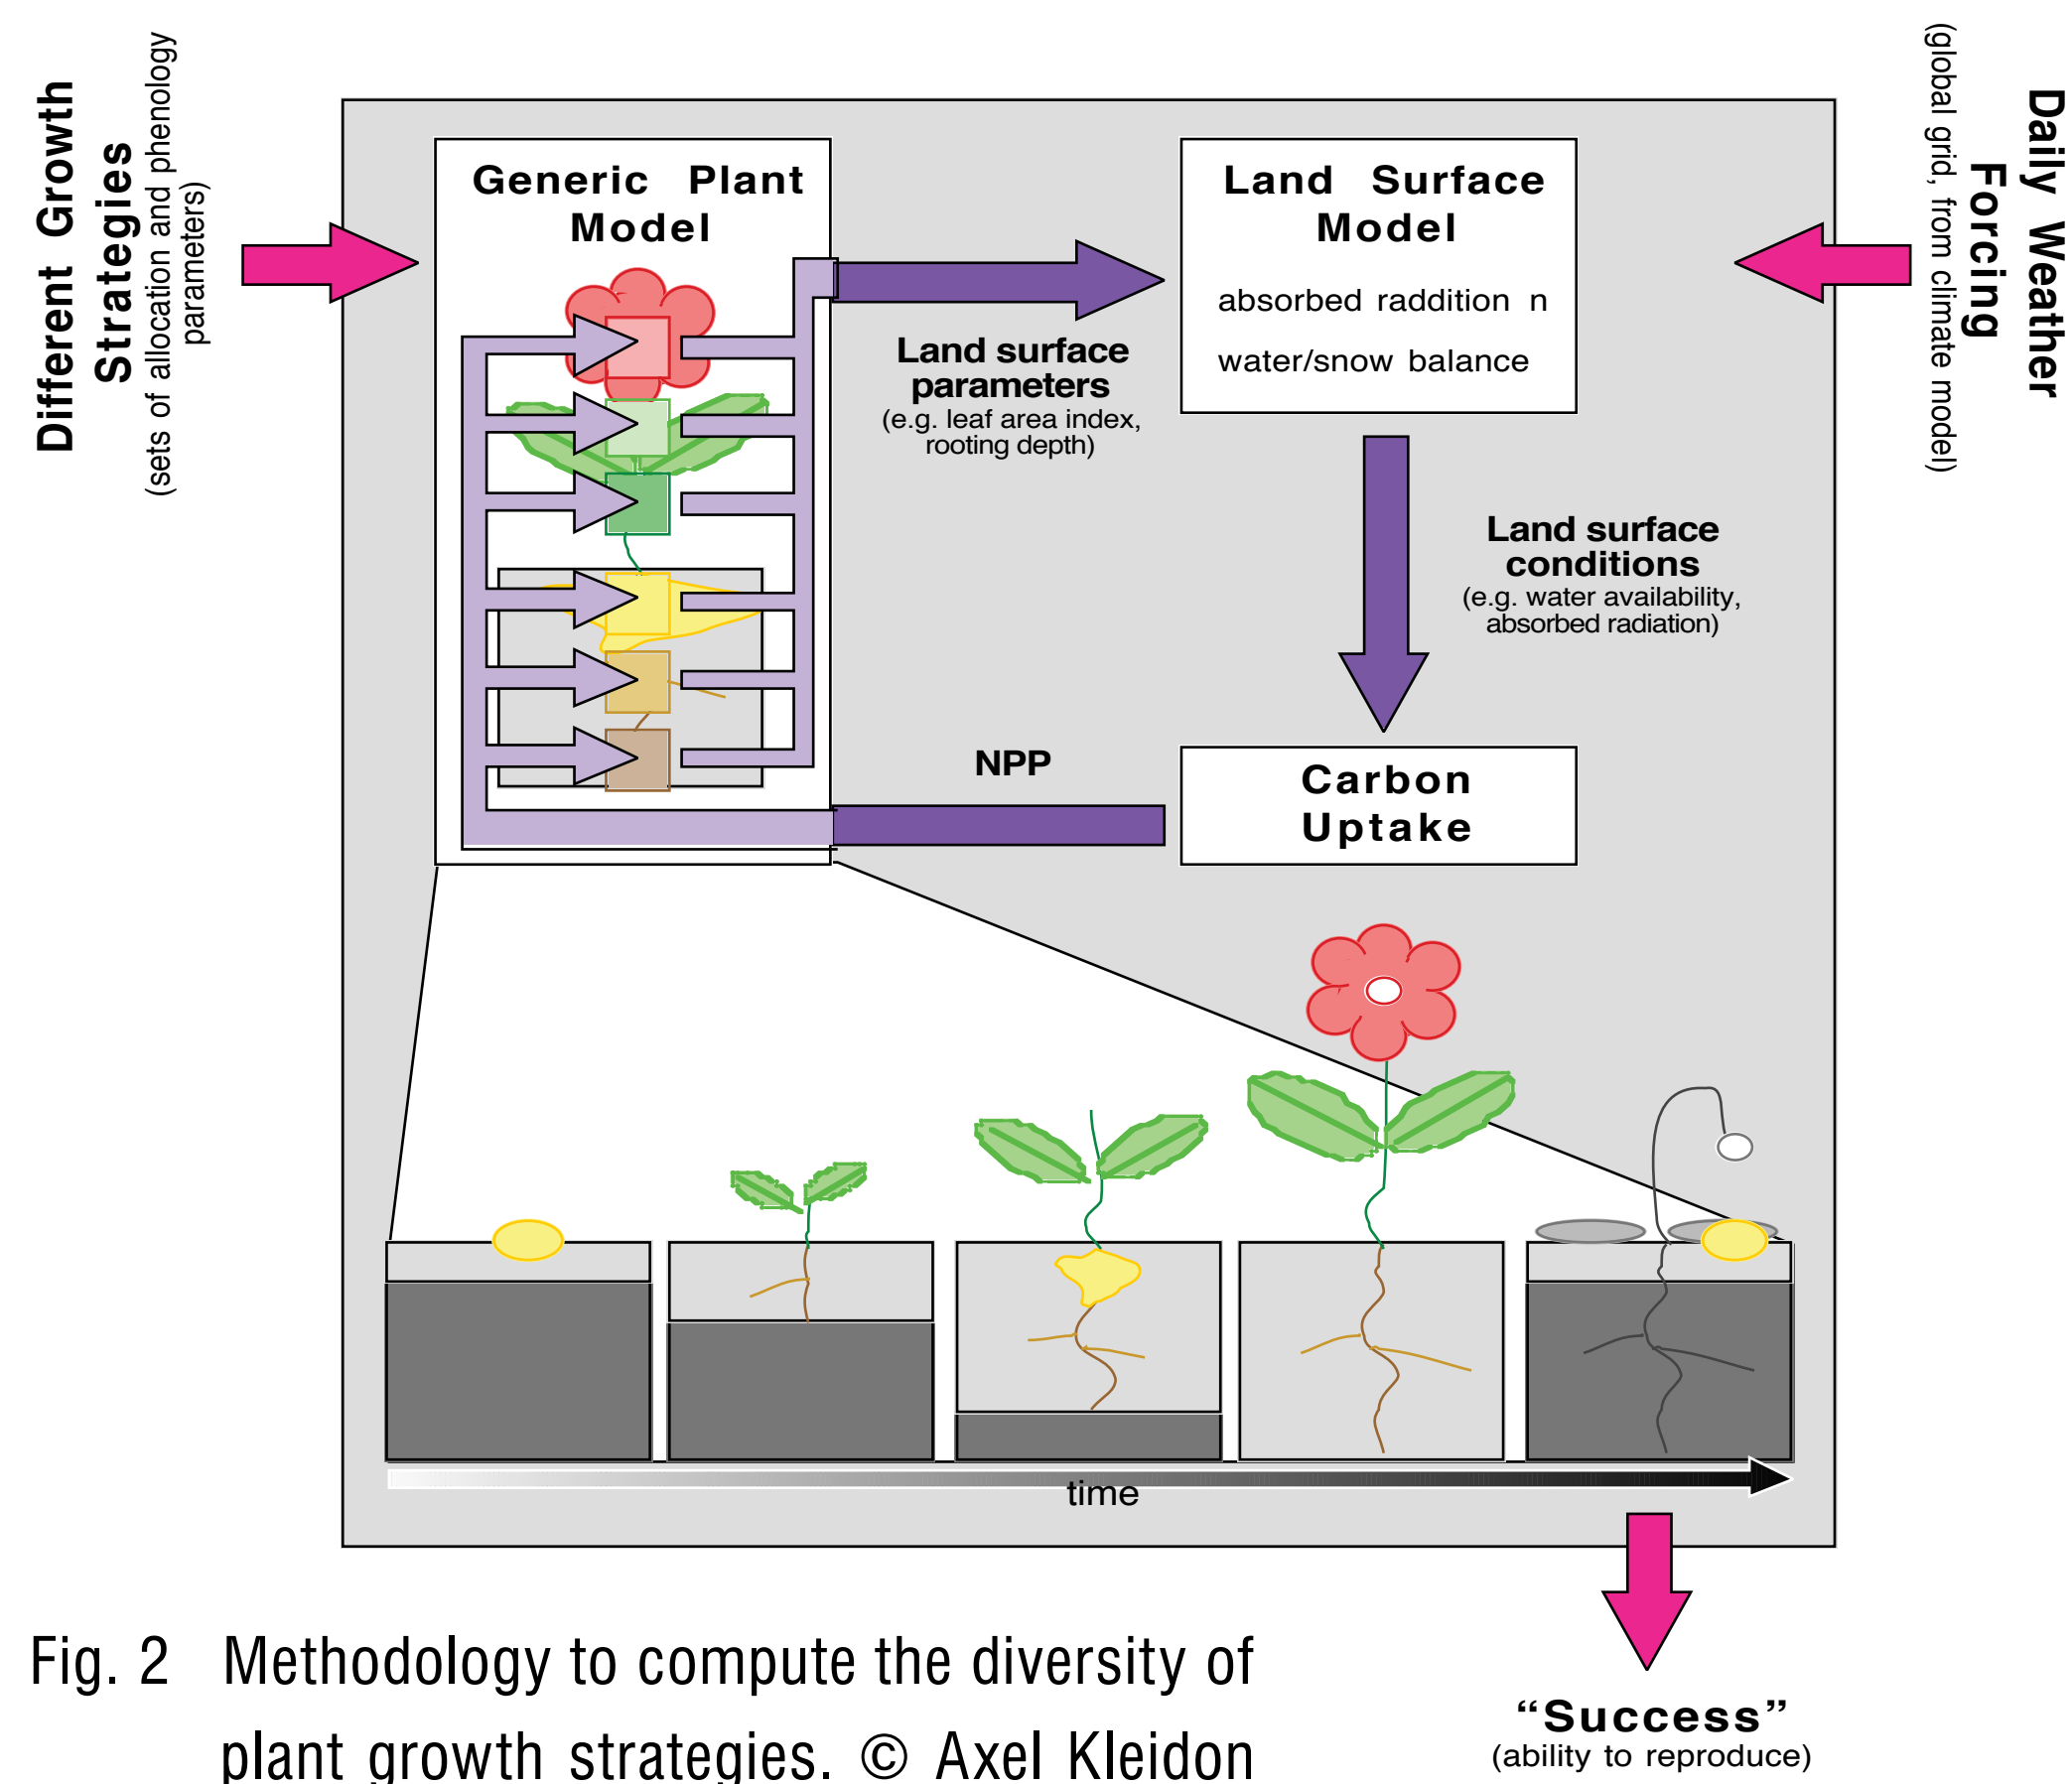 Different Growth
Strategies
(sets of allocation and phenology
parameters)
Generic Plant
Model
Land surface
parameters
(e.g. leaf area index,
rooting depth)
Land Surface
Model
absorbed raddition n
water/snow balance
Daily Weather
Forcing
(global grid, from climate model)
Land surface
conditions
(e.g. water availability,
absorbed radiation)
NPP
Carbon
Uptake
time
“Success”
(ability to reproduce)
Fig. 2 Methodology to compute the diversity of
plant growth strategies. © Axel Kleidon